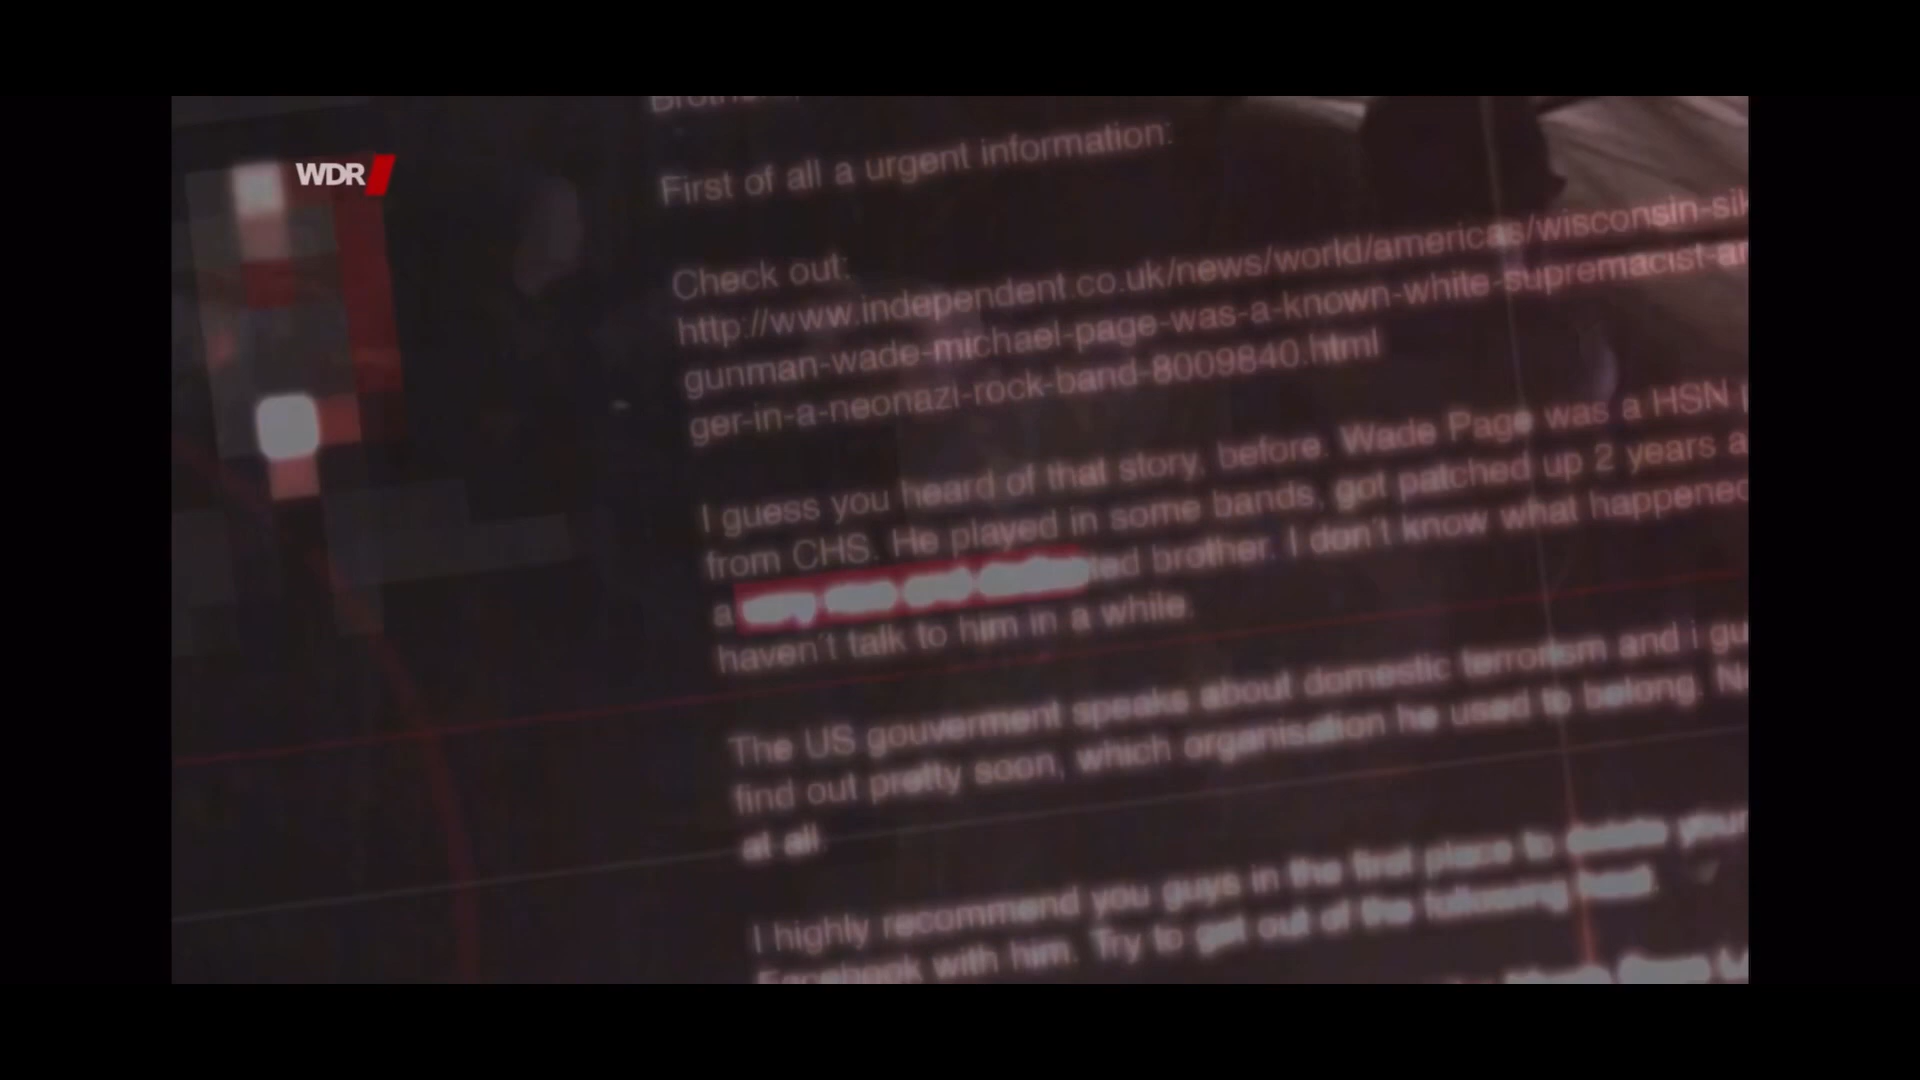 WDR
First of all a urgent information:
Check out:
http://www.independent.co.uk/news/world/americas/wisconsin-sik
gunman-wade-michael-page-was-a-known-white-supremacist-an
ger-in-a-neonazi-rock-band-8009840.html
I guess you heard of that story, before. Wade Page was a HSN
from CHS. He played in some bands, got patched up 2 years a
a ted brother. I don't know what happened
haven´t talk to him in a while.
The US gouverment speaks about domestic terrorism and i gu
find out pretty soon, which organisation he used to belong.
at all.
I highly recommend you guys in the first place to delete your
Facebook with him. Try to get out of the following